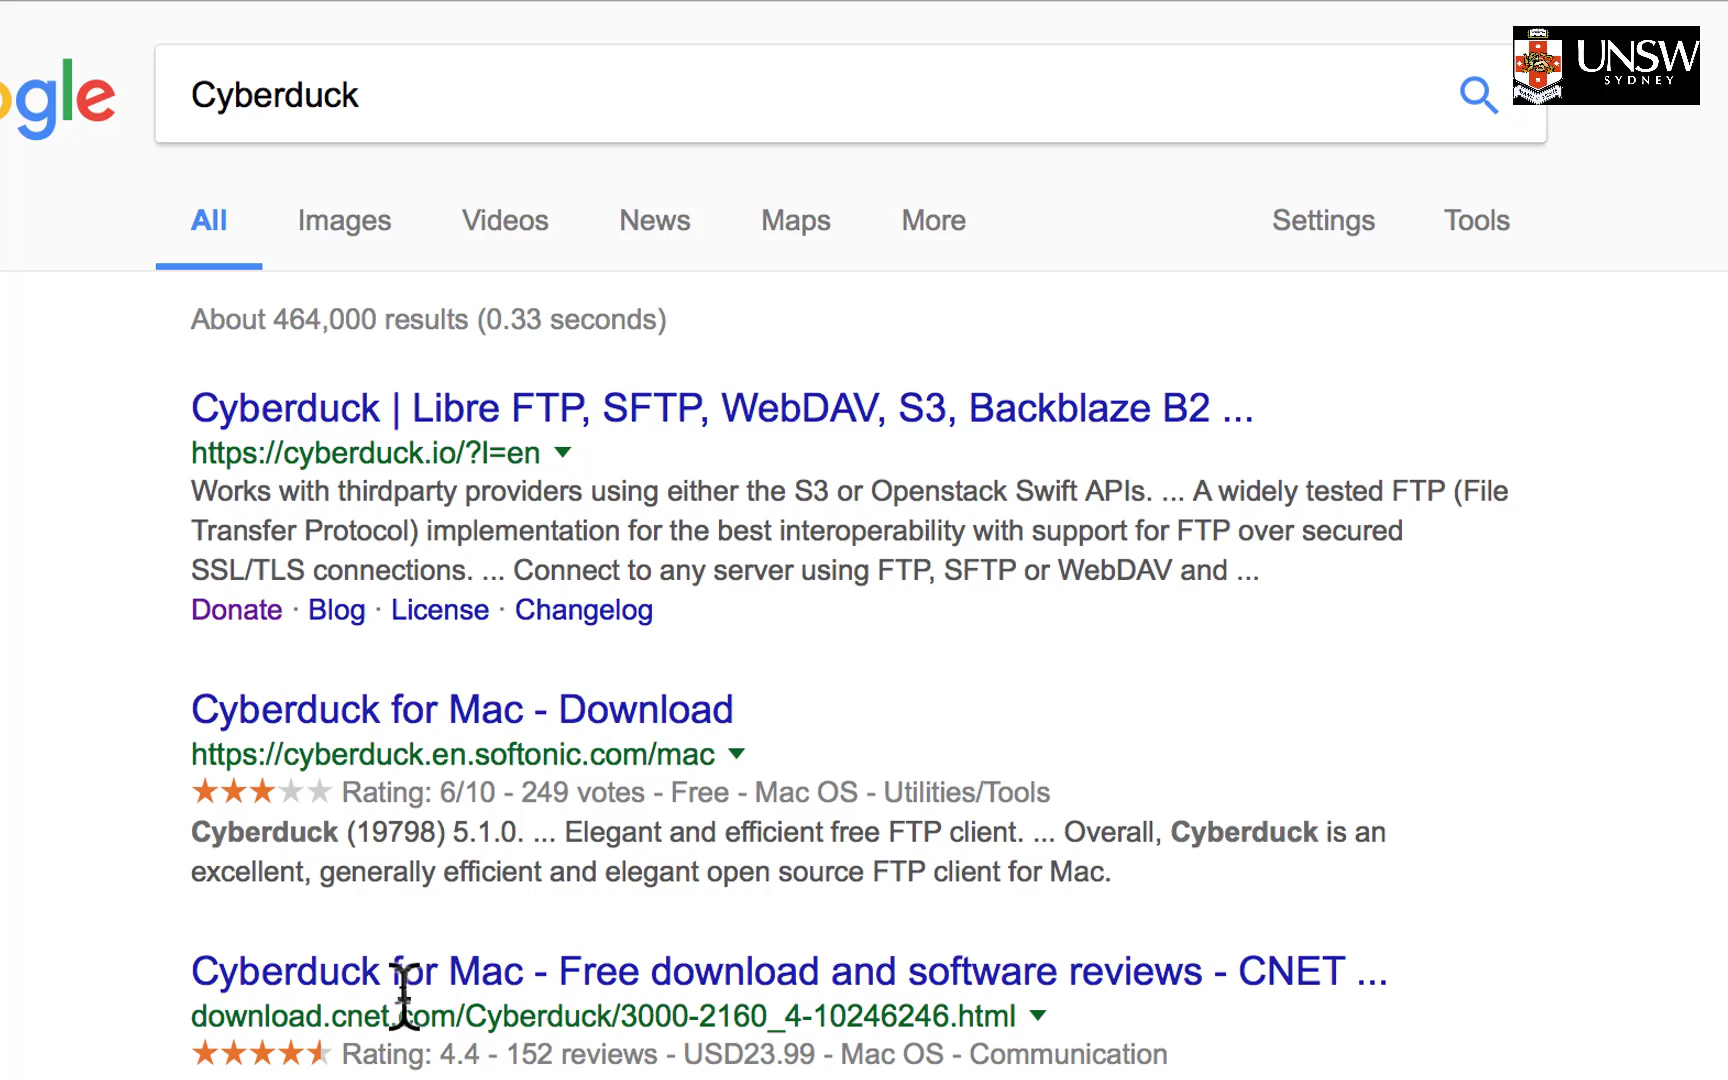 ogle
Cyberduck
UNSW
SYDNEY
All Images Videos News Maps More Settings Tools
About 464,000 results (0.33 seconds)
Cyberduck | Libre FTP, SFTP, WebDAV, S3, Backblaze B2 ...
https://cyberduck.io/?l=en
Works with thirdparty providers using either the S3 or Openstack Swift APIs. ... A widely tested FTP (File
Transfer Protocol) implementation for the best interoperability with support for FTP over secured
SSL/TLS connections. ... Connect to any server using FTP, SFTP or WebDAV and ...
Donate · Blog · License · Changelog
Cyberduck for Mac - Download
https://cyberduck.en.softonic.com/mac
Rating: 6/10 - 249 votes - Free - Mac OS - Utilities/Tools
Cyberduck (19798) 5.1.0. ... Elegant and efficient free FTP client. ... Overall, Cyberduck is an
excellent, generally efficient and elegant open source FTP client for Mac.
Cyberduck for Mac - Free download and software reviews - CNET ...
download.cnet.com/Cyberduck/3000-2160_4-10246246.html
Rating: 4.4 - 152 reviews - USD23.99 - Mac OS - Communication